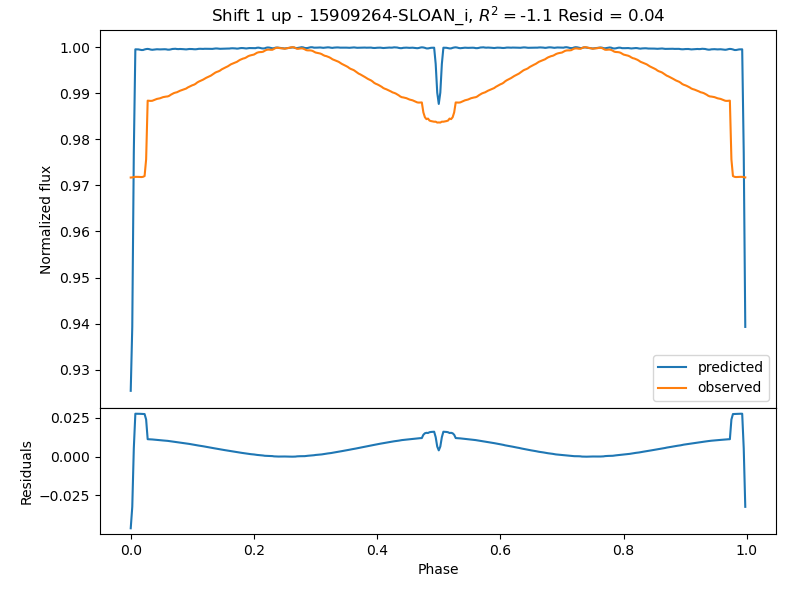 Shift 1 up - 15909264-SLOAN_i, R² = -1.1 Resid = 0.04
1.00
0.99
0.98
0.97
0.96
0.95
0.94
0.93
Normalized flux
predicted
observed
0.025
0.000
−0.025
Residuals
0.0 0.2 0.4 0.6 0.8 1.0
Phase